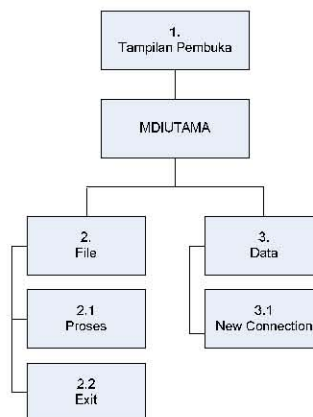 1.
Tampilan Pembuka
MDIUTAMA
2.
File
3.
Data
2.1
Proses
3.1
New Connection
2.2
Exit